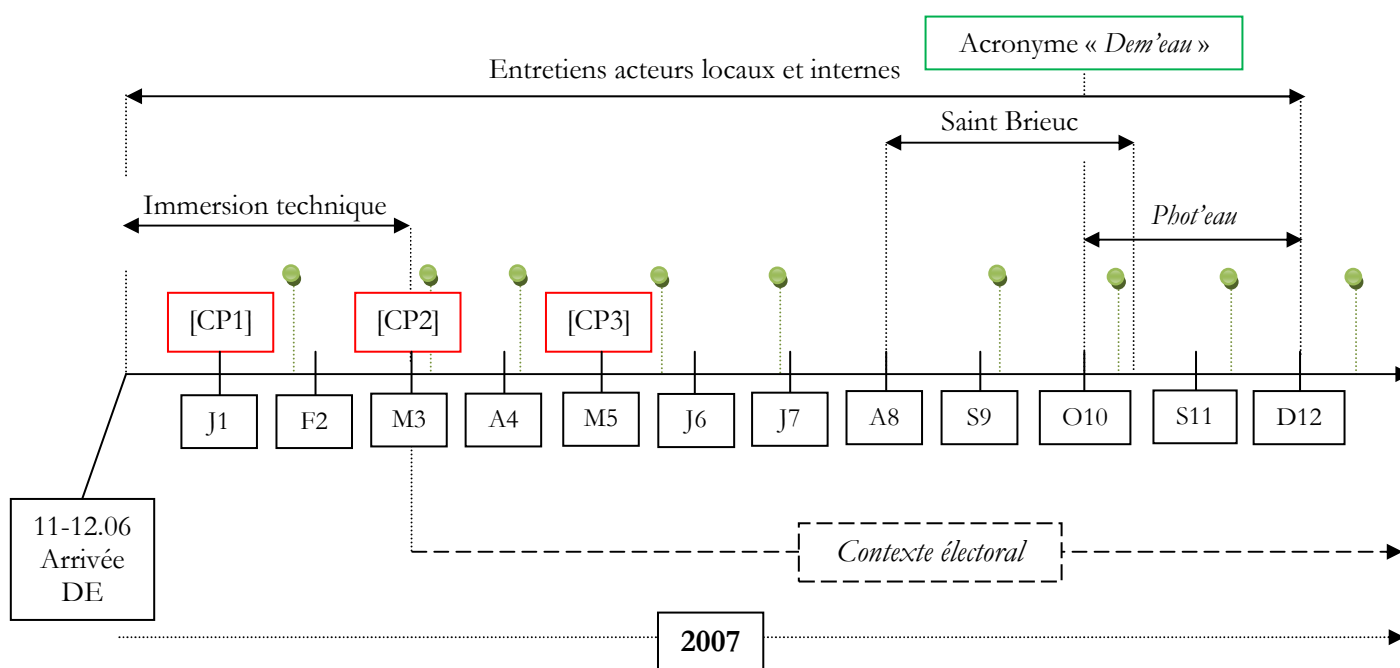 Acronyme « Dem’eau »
Entretiens acteurs locaux et internes
Saint Brieuc
Immersion technique
Phot’eau
[CP1]
[CP2]
[CP3]
J1
F2
M3
A4
M5
J6
J7
A8
S9
O10
S11
D12
11-12.06
Arrivée
DE
Contexte électoral
2007